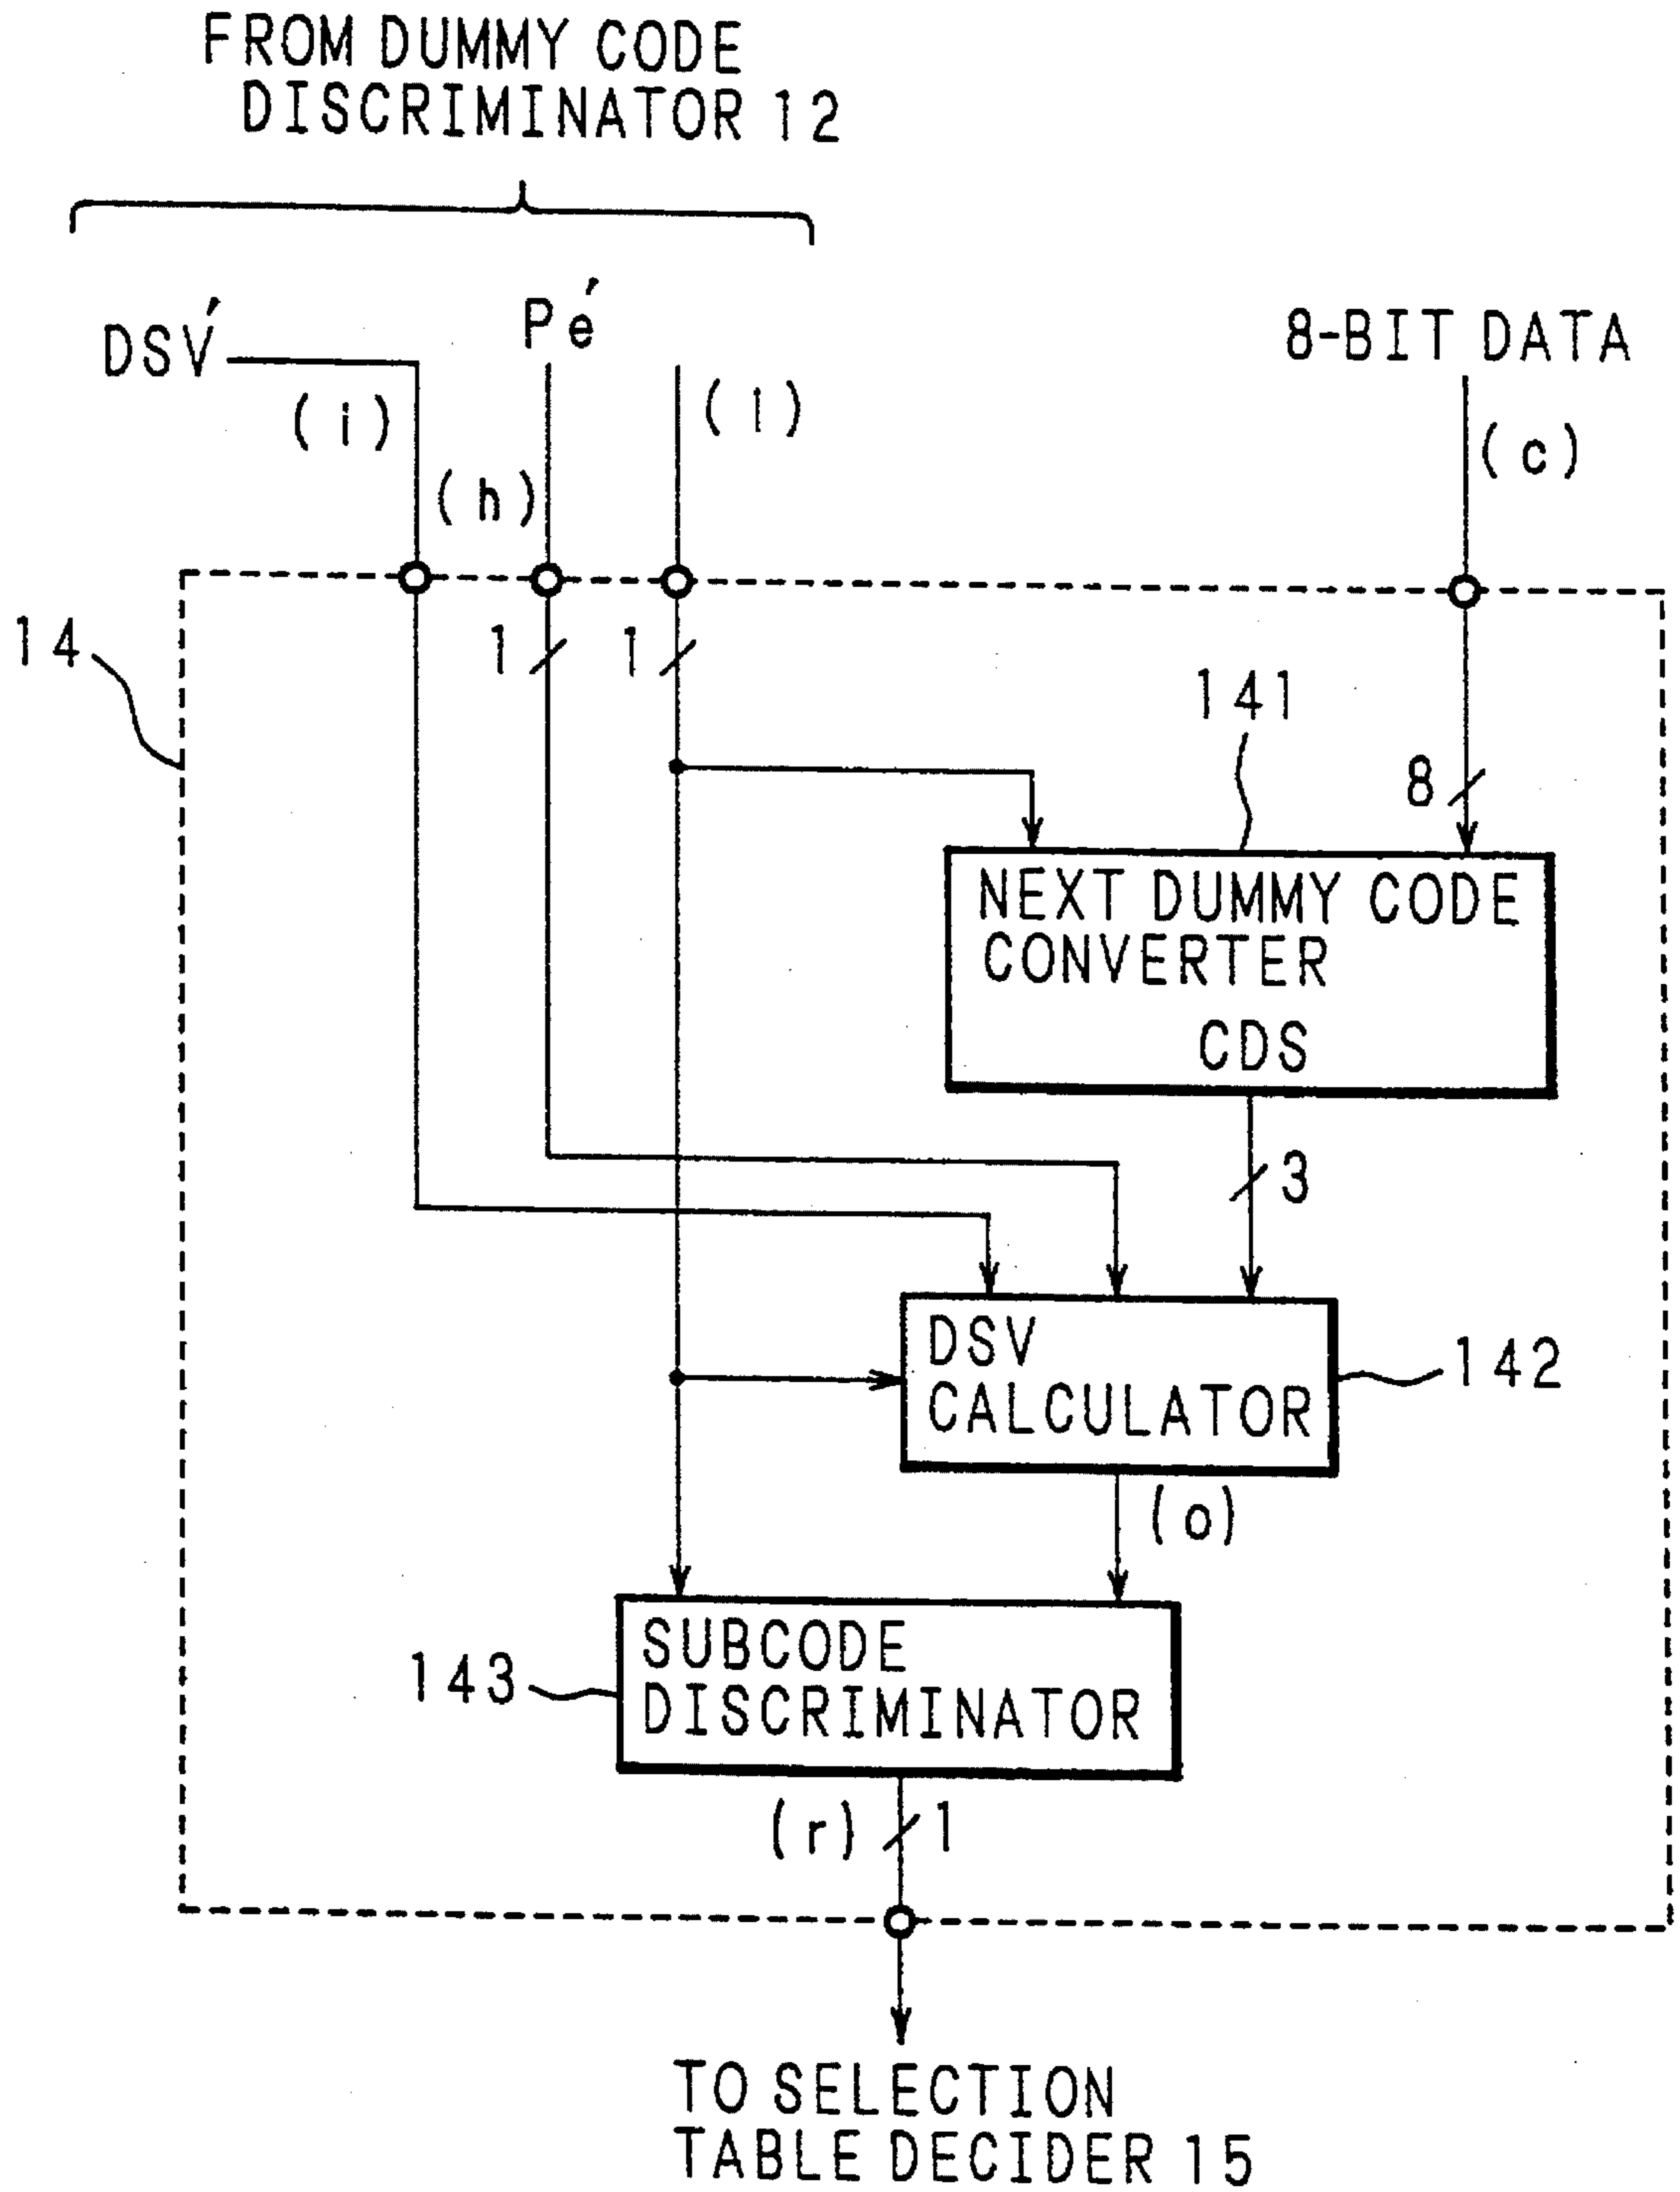 FROM DUMMY CODE
DISCRIMINATOR 12
DSV′
Pe′
8-BIT DATA
(i)
(l)
(c)
(h)
14
1
1
141
8
NEXT DUMMY CODE
CONVERTER
CDS
3
DSV
CALCULATOR
142
(o)
SUBCODE
DISCRIMINATOR
143
(r)
1
TO SELECTION
TABLE DECIDER 15